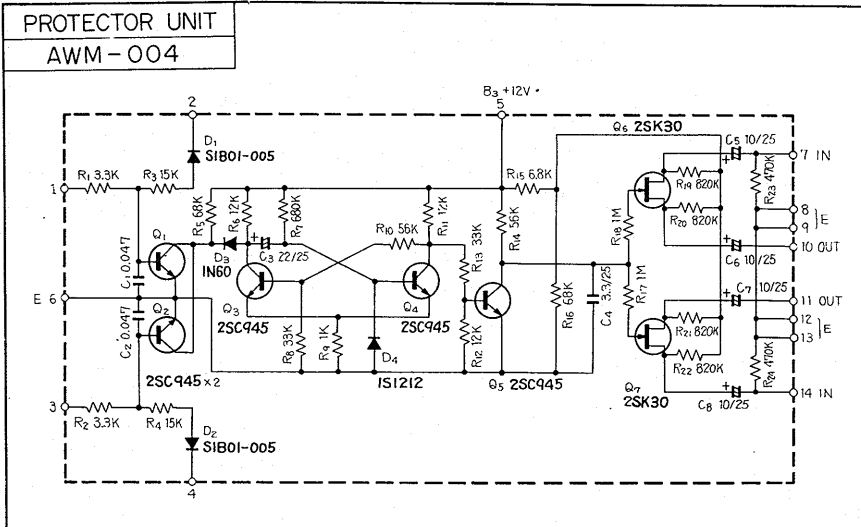 PROTECTOR UNIT
AWM-004
B3 +12V
2
5
D1
S1B01-005
Q6 2SK30
C5 10/25
7 IN
R1 3.3K
R3 15K
R15 6.8K
R19 820K
R23 470K
1
R5 68K
R6 12K
R7 680K
R10 56K
R11 12K
R14 56K
R18 1M
R20 820K
8
9
E
10 OUT
Q1
C1 0.047
D3
1N60
C3 22/25
R13 33K
C6 10/25
E 6
Q3
2SC945
Q4
2SC945
R17 1M
C4 3.3/25
R16 68K
C7 10/25
11 OUT
C2 0.047
Q2
R8 33K
R9 1K
D4
1S1212
R12 12K
R21 820K
12
13
E
2SC945 x2
Q5 2SC945
R22 820K
R24 470K
3
R2 3.3K
R4 15K
Q7
2SK30
C8 10/25
14 IN
D2
S1B01-005
4